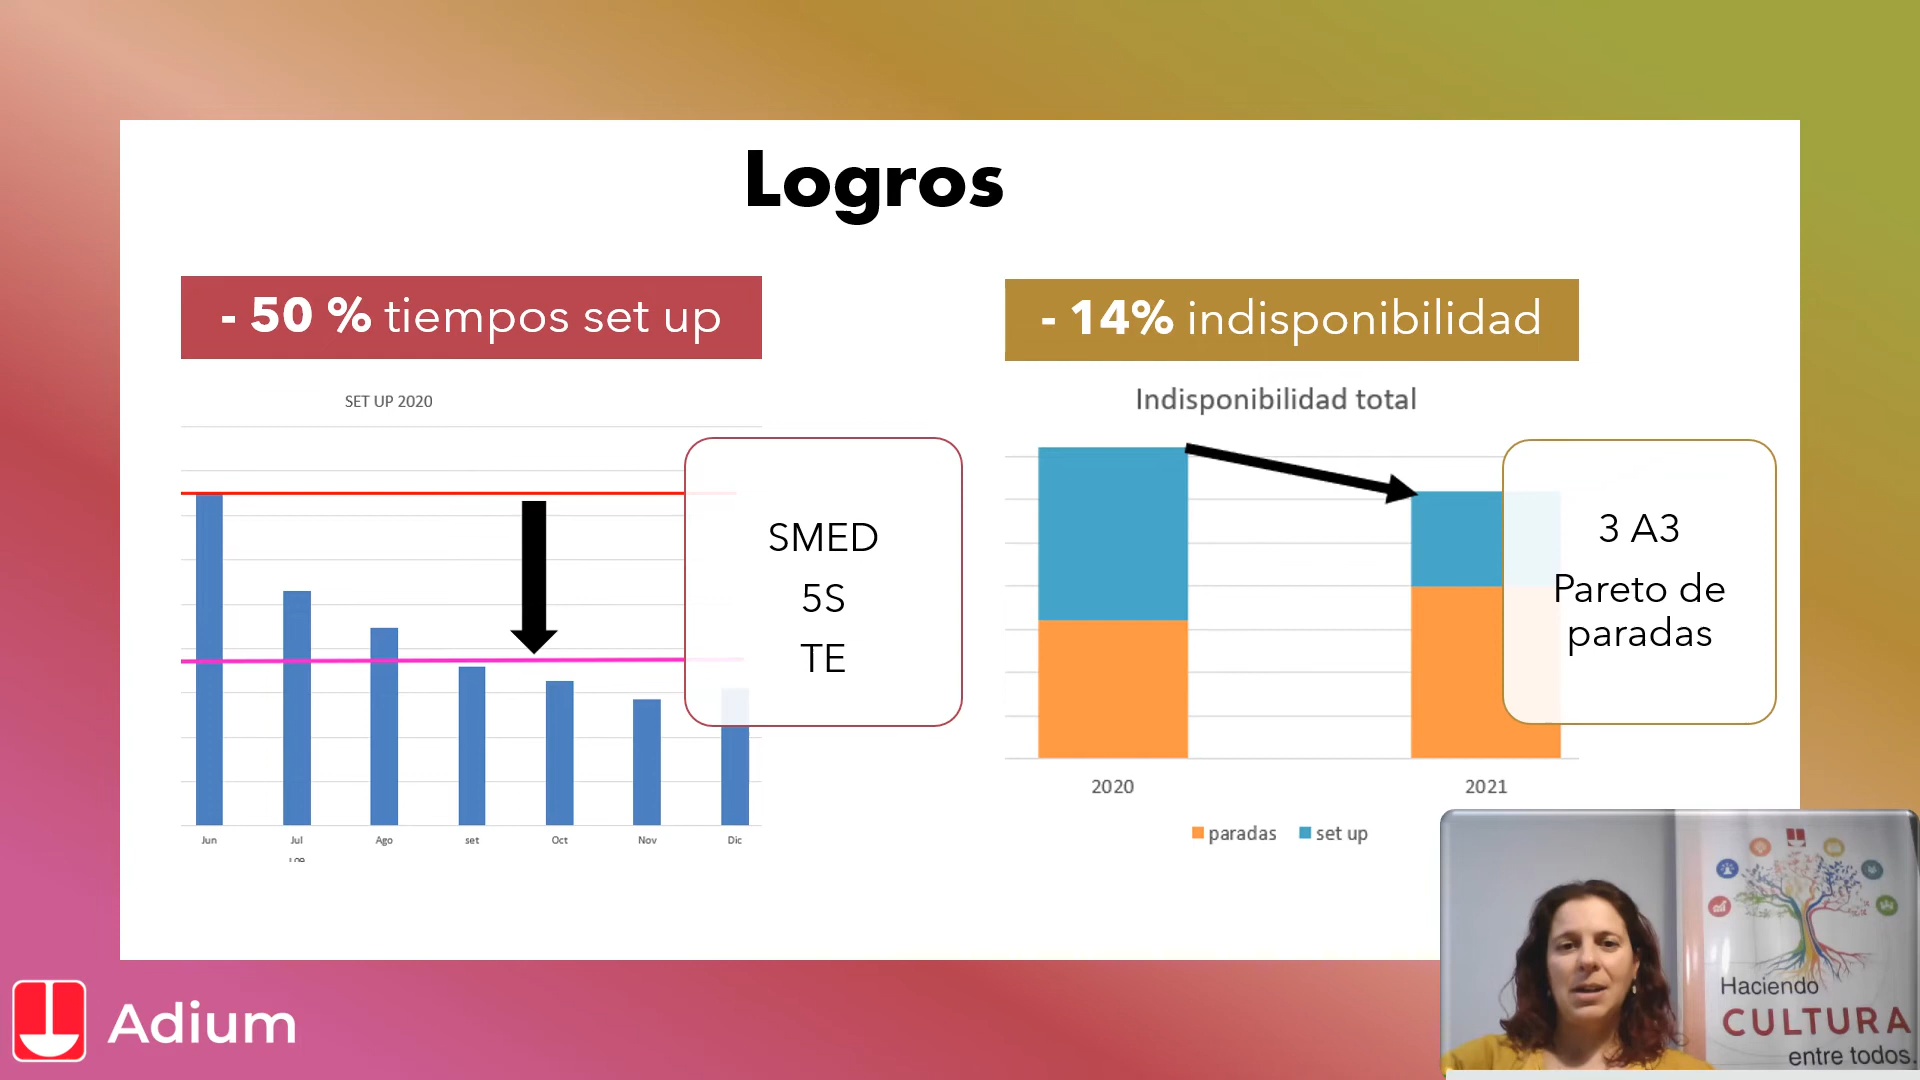 Logros
- 50 % tiempos set up
- 14% indisponibilidad
SET UP 2020
Jun
Jul
Ago
set
Oct
Nov
Dic
SMED
5S
TE
Indisponibilidad total
2020
2021
paradas
set up
3 A3
Pareto de
paradas
Adium
Haciendo
CULTURA
entre todos.